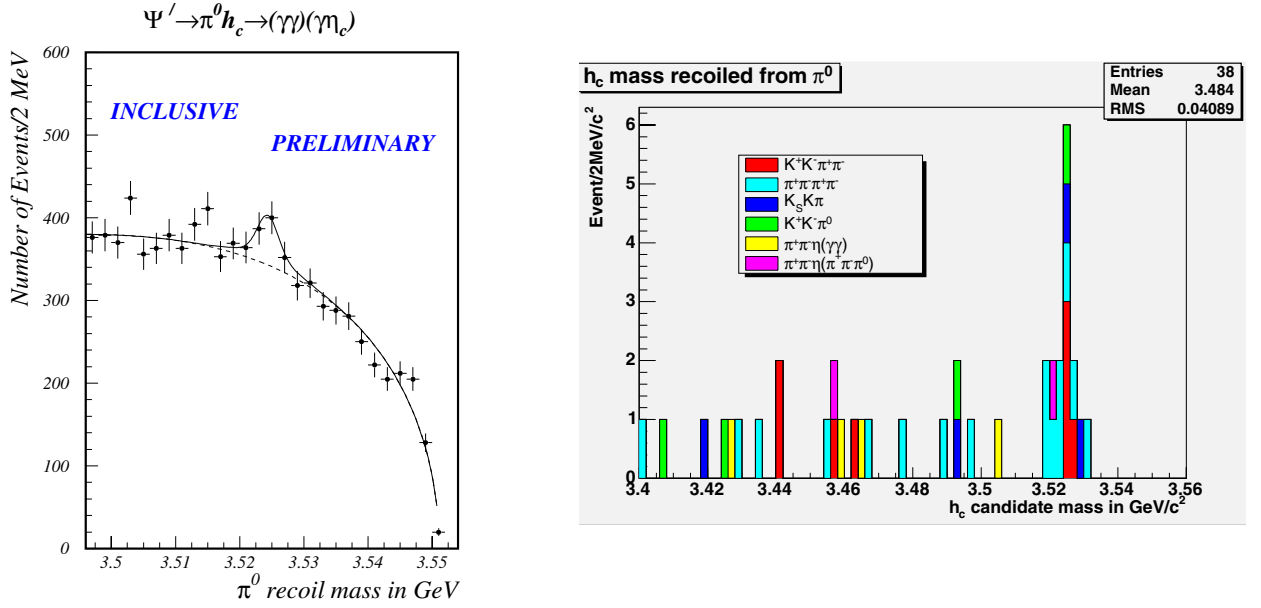 Ψ′→π⁰h_c→(γγ)(γη_c)
Number of Events/2 MeV
600
500
400
300
200
100
0
INCLUSIVE
PRELIMINARY
3.5 3.51 3.52 3.53 3.54 3.55
π⁰ recoil mass in GeV
h_c mass recoiled from π⁰
Entries 38
Mean 3.484
RMS 0.04089
Event/2MeV/c²
6
5
4
3
2
1
0
K⁺K⁻π⁺π⁻
π⁺π⁻π⁺π⁻
K_SKπ
K⁺K⁻π⁰
π⁺π⁻η(γγ)
π⁺π⁻η(π⁺π⁻π⁰)
3.4 3.42 3.44 3.46 3.48 3.5 3.52 3.54 3.56
h_c candidate mass in GeV/c²